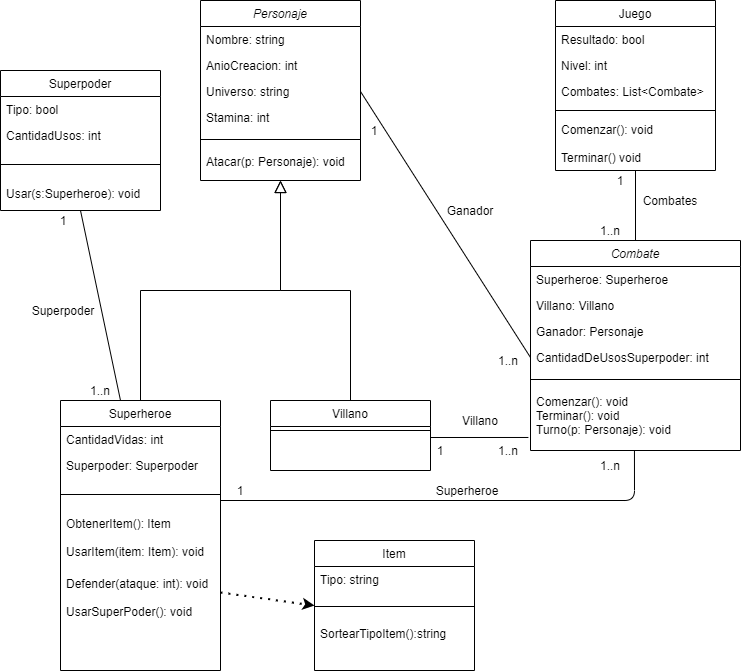 Personaje
Nombre: string
AnioCreacion: int
Universo: string
Stamina: int
Atacar(p: Personaje): void
Juego
Resultado: bool
Nivel: int
Combates: List<Combate>
Comenzar(): void
Terminar() void
Superpoder
Tipo: bool
CantidadUsos: int
Usar(s:Superheroe): void
1
Superpoder
1..n
1
Ganador
1..n
1
Combates
1..n
Combate
Superheroe: Superheroe
Villano: Villano
Ganador: Personaje
CantidadDeUsosSuperpoder: int
Comenzar(): void
Terminar(): void
Turno(p: Personaje): void
Superheroe
CantidadVidas: int
Superpoder: Superpoder
ObtenerItem(): Item
UsarItem(item: Item): void
Defender(ataque: int): void
UsarSuperPoder(): void
Villano
Villano
1
1..n
1..n
1
Superheroe
Item
Tipo: string
SortearTipoItem():string